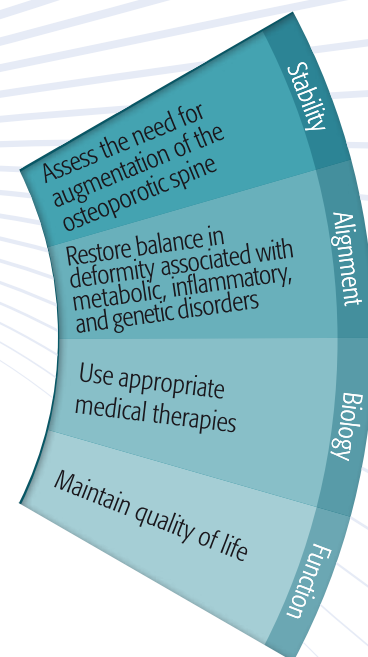 Assess the need for
augmentation of the
osteoporotic spine
Stability
Restore balance in
deformity associated with
metabolic, inflammatory,
and genetic disorders
Alignment
Use appropriate
medical therapies
Biology
Maintain quality of life
Function